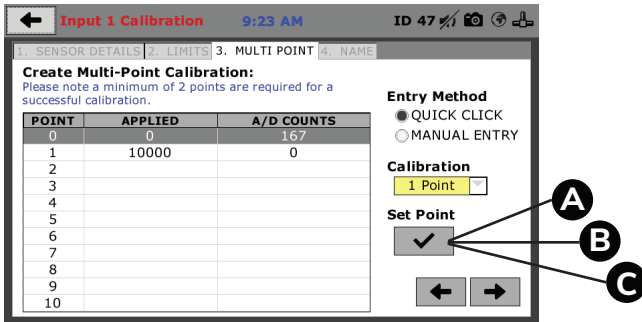 Input 1 Calibration 9:23 AM ID 47
1. SENSOR DETAILS 2. LIMITS 3. MULTI POINT 4. NAME
Create Multi-Point Calibration:
Please note a minimum of 2 points are required for a
successful calibration.
POINT APPLIED A/D COUNTS
0 0 167
1 10000 0
2
3
4
5
6
7
8
9
10
Entry Method
QUICK CLICK
MANUAL ENTRY
Calibration
1 Point
Set Point
A
B
C